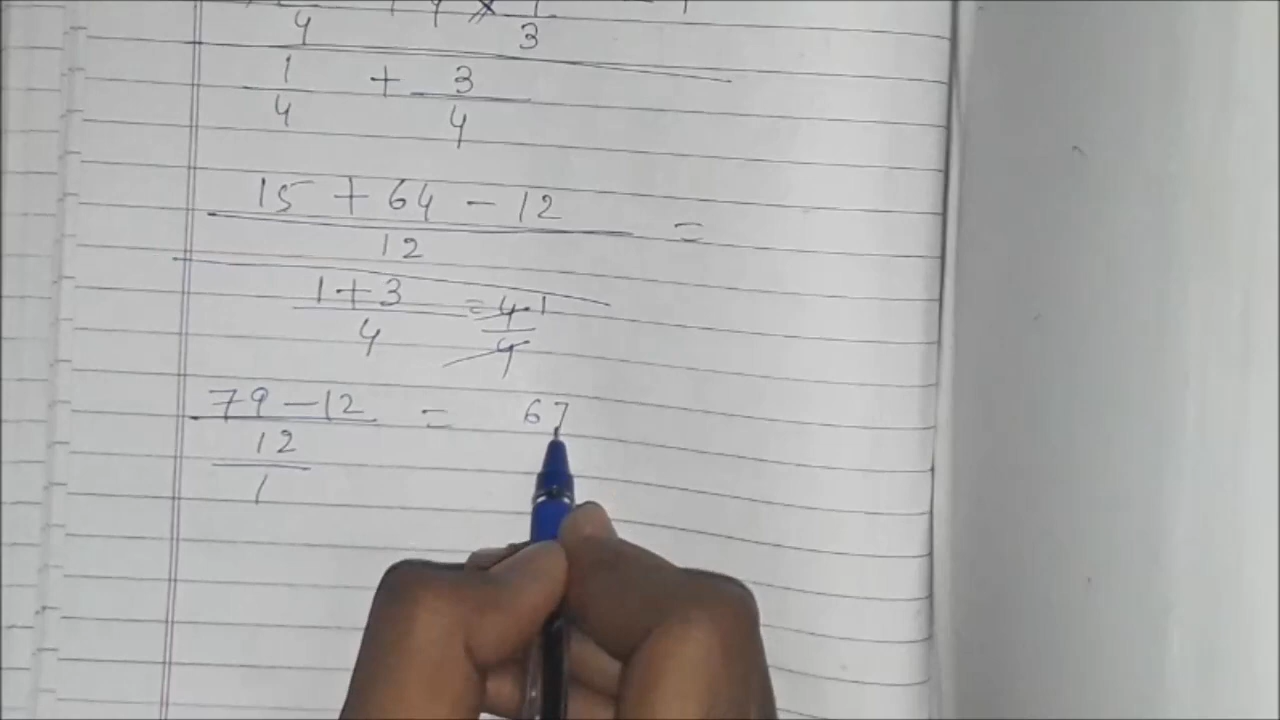 4 3
1 + 3
4 4
15 + 64 - 12 =
12
1 + 3 = 4 1
4 4
79 - 12 = 67
12
1